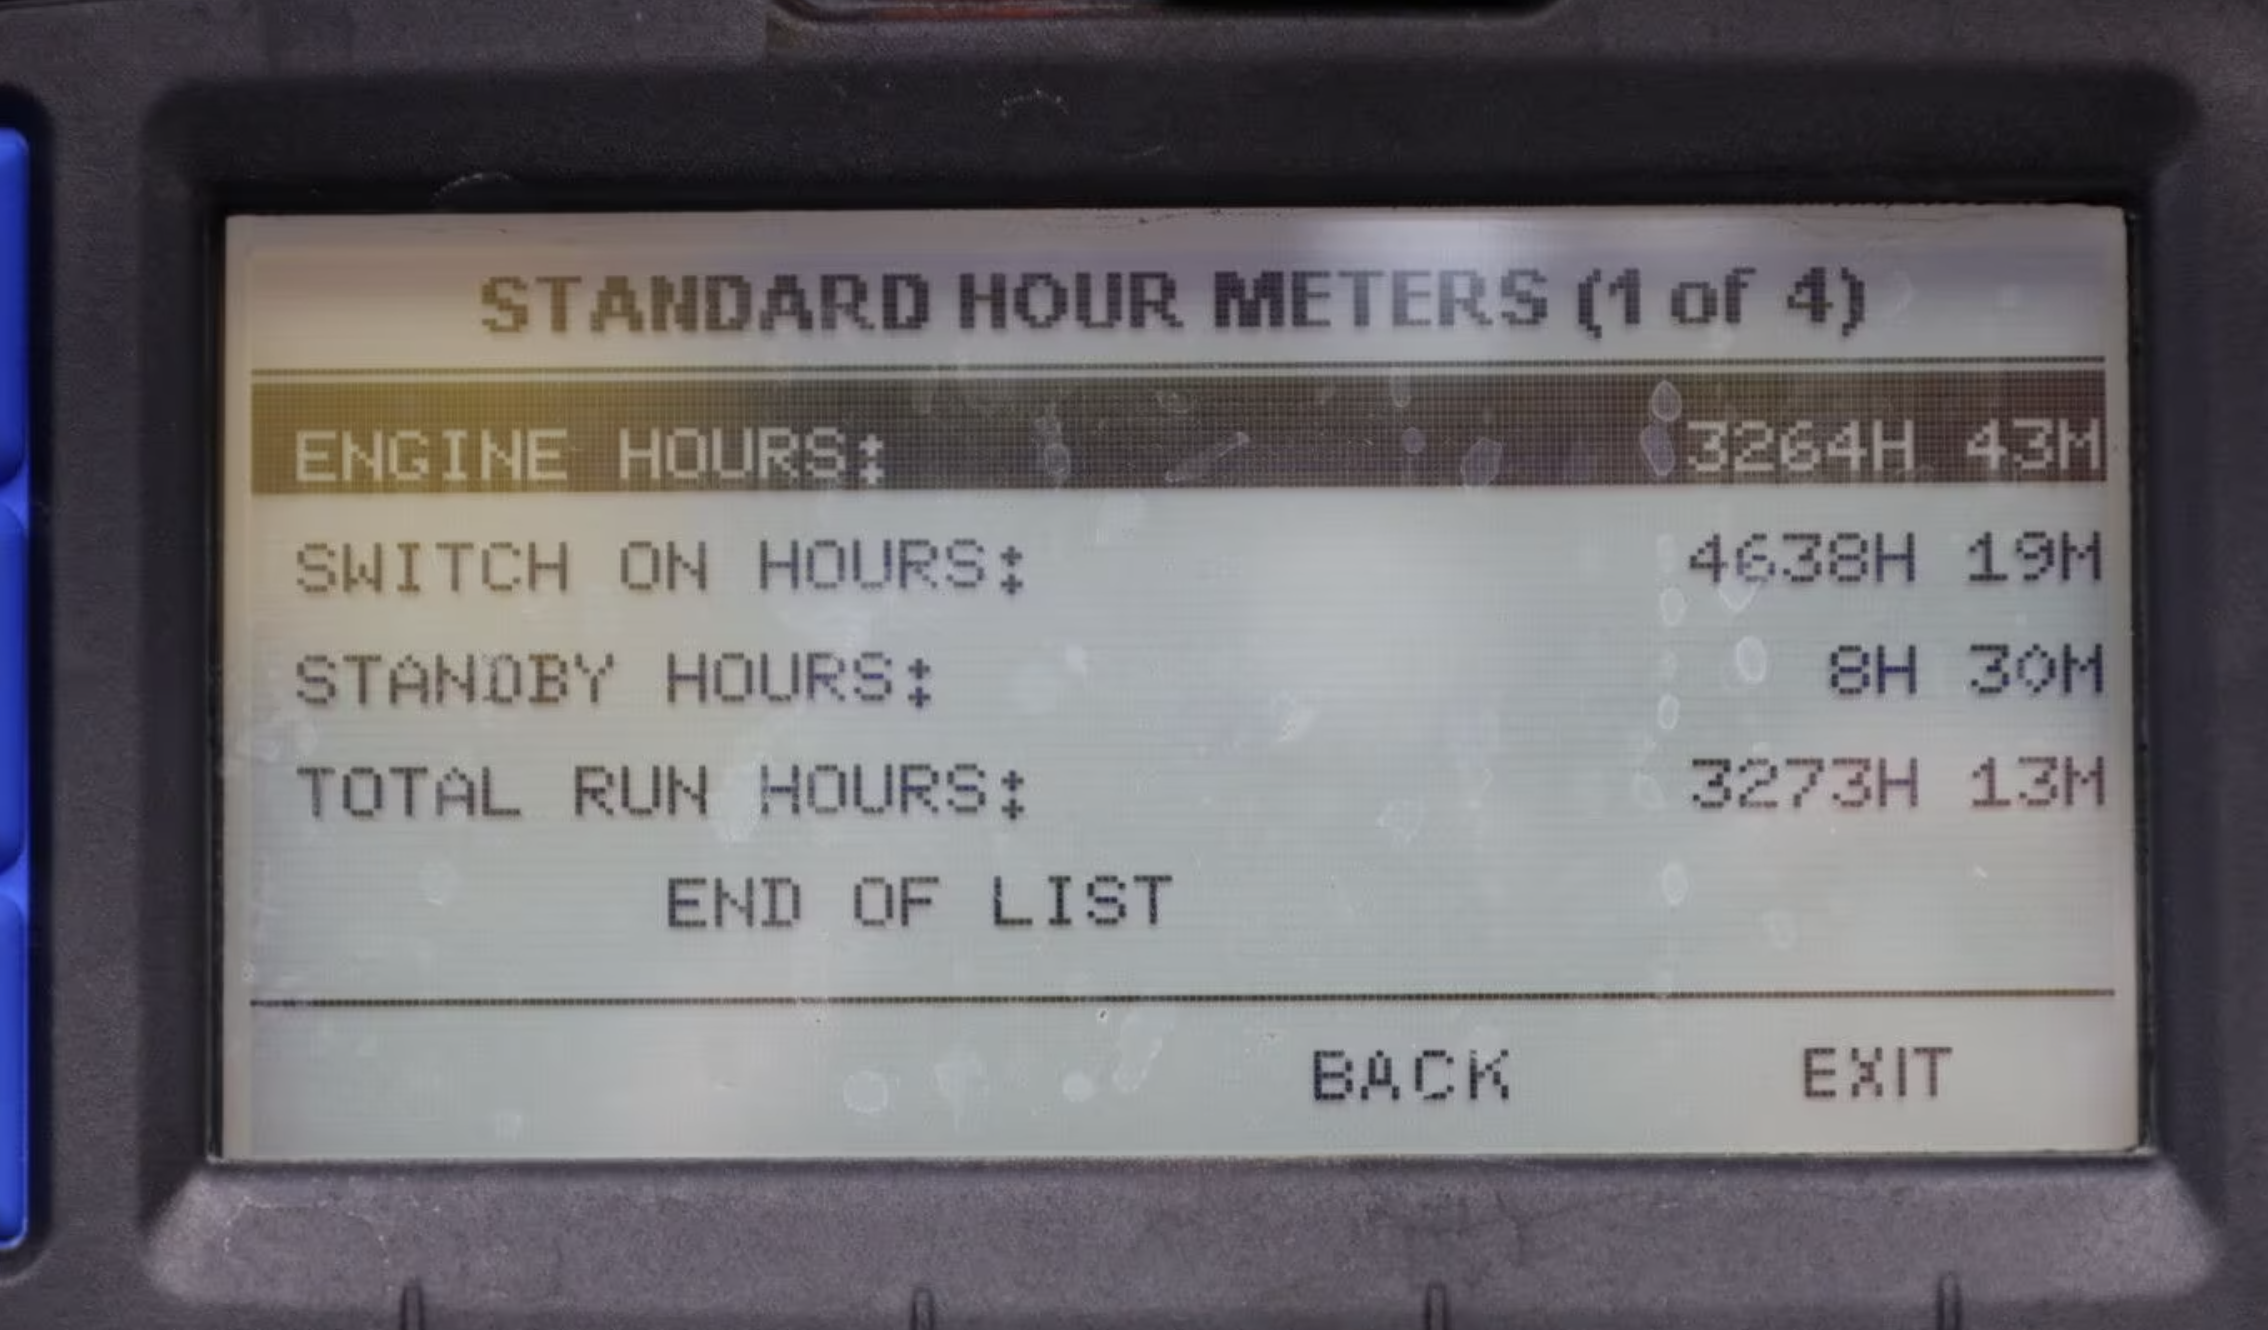 STANDARD HOUR METERS (1 of 4)
ENGINE HOURS: 3264H 43M
SWITCH ON HOURS: 4638H 19M
STANDBY HOURS: 8H 30M
TOTAL RUN HOURS: 3273H 13M
END OF LIST
BACK EXIT